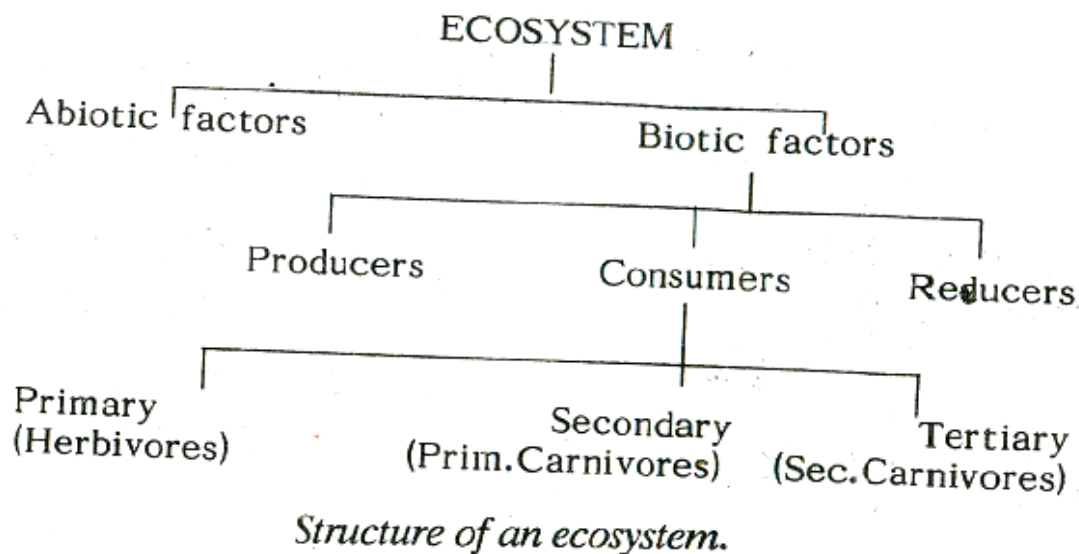 ECOSYSTEM
Abiotic factors
Biotic factors
Producers
Consumers
Reducers
Primary
(Herbivores)
Secondary
(Prim.Carnivores)
Tertiary
(Sec.Carnivores)
Structure of an ecosystem.